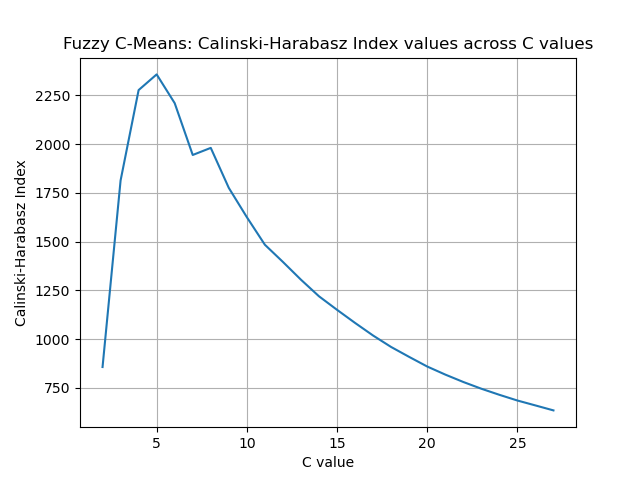 Fuzzy C-Means: Calinski-Harabasz Index values across C values
Calinski-Harabasz Index
2250
2000
1750
1500
1250
1000
750
5 10 15 20 25
C value